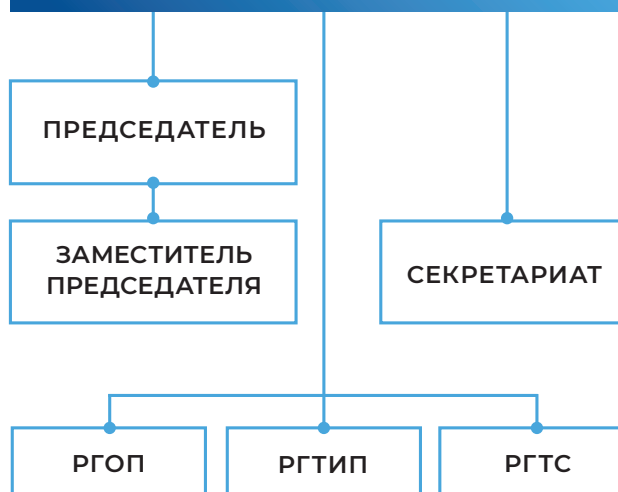 ПРЕДСЕДАТЕЛЬ
ЗАМЕСТИТЕЛЬ
ПРЕДСЕДАТЕЛЯ
СЕКРЕТАРИАТ
РГОП
РГТИП
РГТС